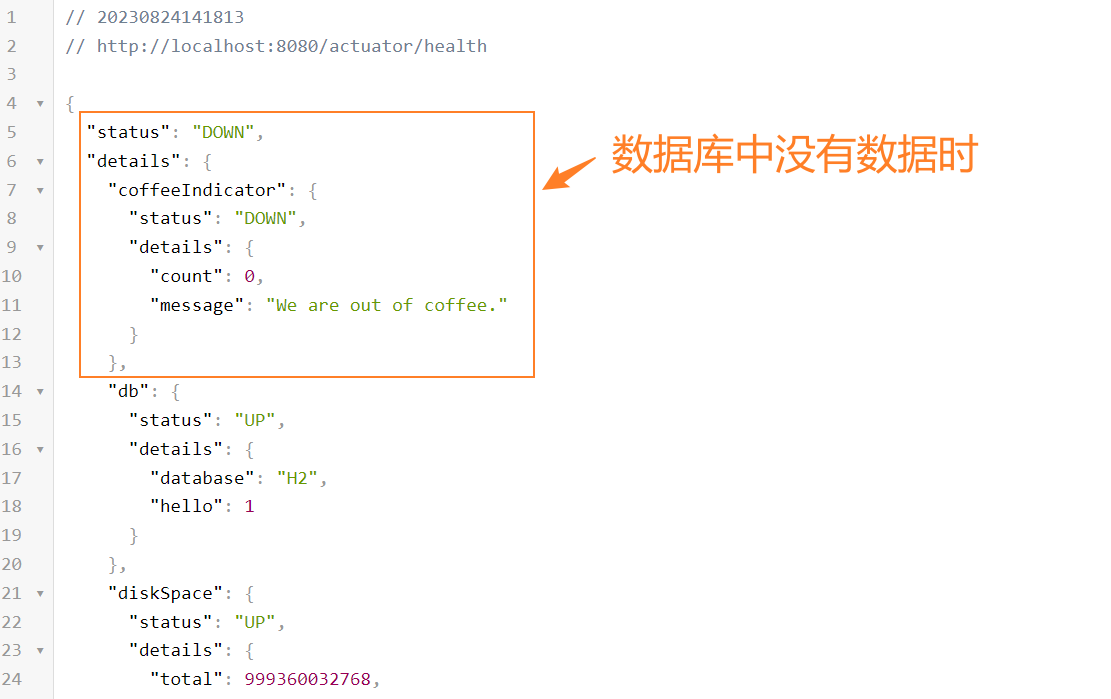 1 // 20230824141813
2 // http://localhost:8080/actuator/health
3
4 {
5 "status": "DOWN",
6 "details": {
7 "coffeeIndicator": {
8 "status": "DOWN",
9 "details": {
10 "count": 0,
11 "message": "We are out of coffee."
12 }
13 },
14 "db": {
15 "status": "UP",
16 "details": {
17 "database": "H2",
18 "hello": 1
19 }
20 },
21 "diskSpace": {
22 "status": "UP",
23 "details": {
24 "total": 999360032768,
数据库中没有数据时